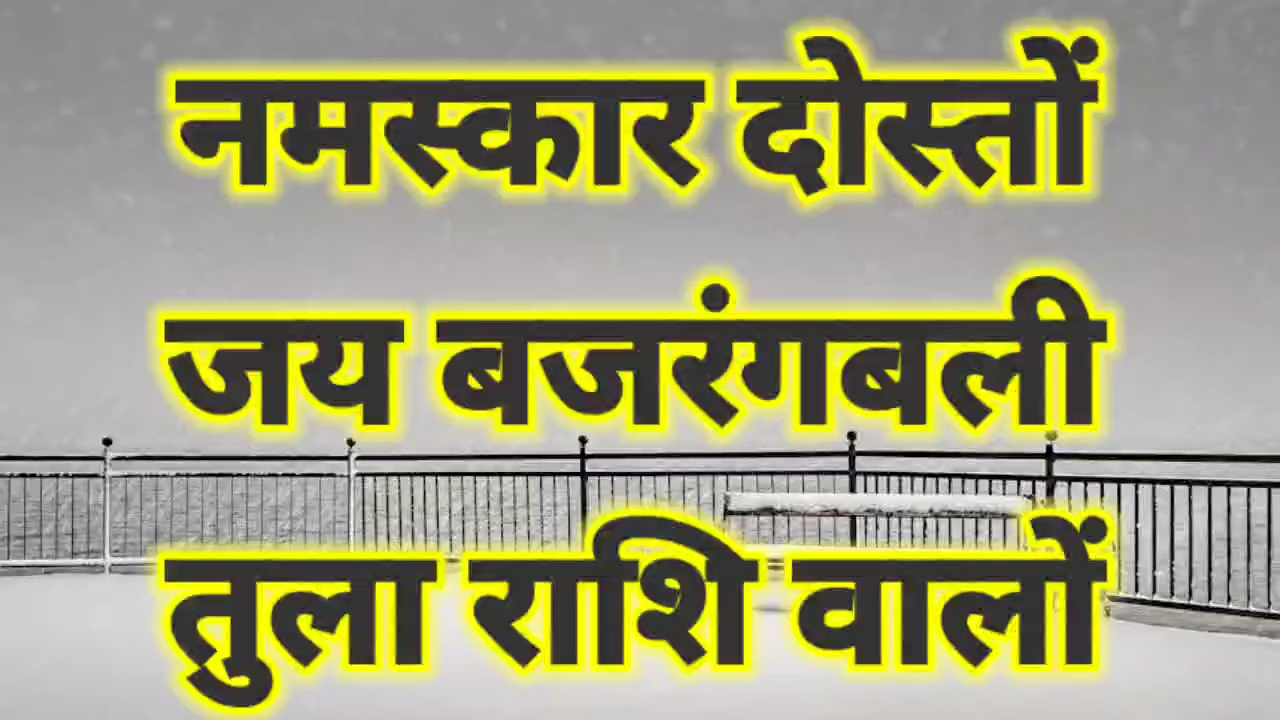 नमस्कार दोस्तों
जय बजरंगबली
तुला राशि वालों